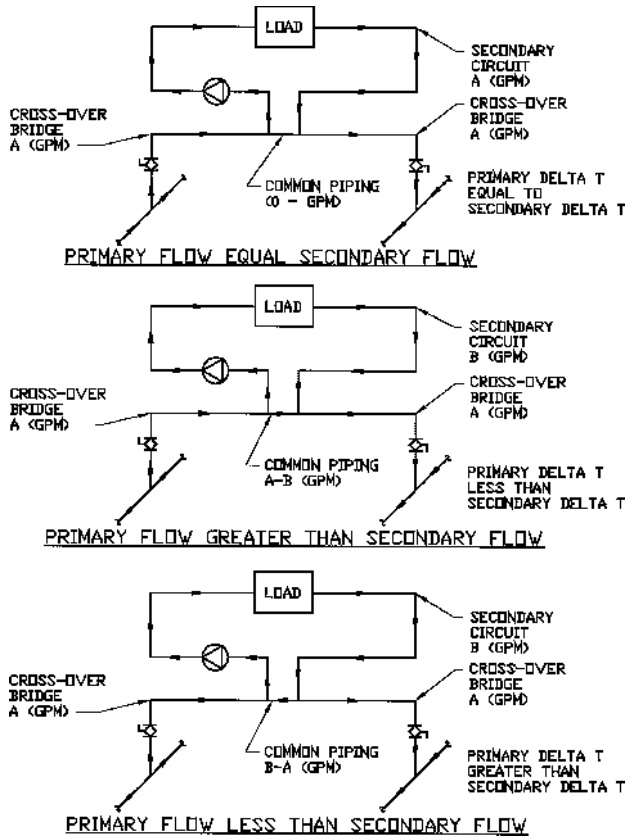 LOAD
SECONDARY
CIRCUIT
A (GPM)
CROSS-OVER
BRIDGE
A (GPM)
CROSS-OVER
BRIDGE
A (GPM)
COMMON PIPING
(0 - GPM)
PRIMARY DELTA T
EQUAL TO
SECONDARY DELTA T
PRIMARY FLOW EQUAL SECONDARY FLOW
LOAD
SECONDARY
CIRCUIT
B (GPM)
CROSS-OVER
BRIDGE
A (GPM)
CROSS-OVER
BRIDGE
A (GPM)
COMMON PIPING
A-B (GPM)
PRIMARY DELTA T
LESS THAN
SECONDARY DELTA T
PRIMARY FLOW GREATER THAN SECONDARY FLOW
LOAD
SECONDARY
CIRCUIT
B (GPM)
CROSS-OVER
BRIDGE
A (GPM)
CROSS-OVER
BRIDGE
A (GPM)
COMMON PIPING
B-A (GPM)
PRIMARY DELTA T
GREATER THAN
SECONDARY DELTA T
PRIMARY FLOW LESS THAN SECONDARY FLOW